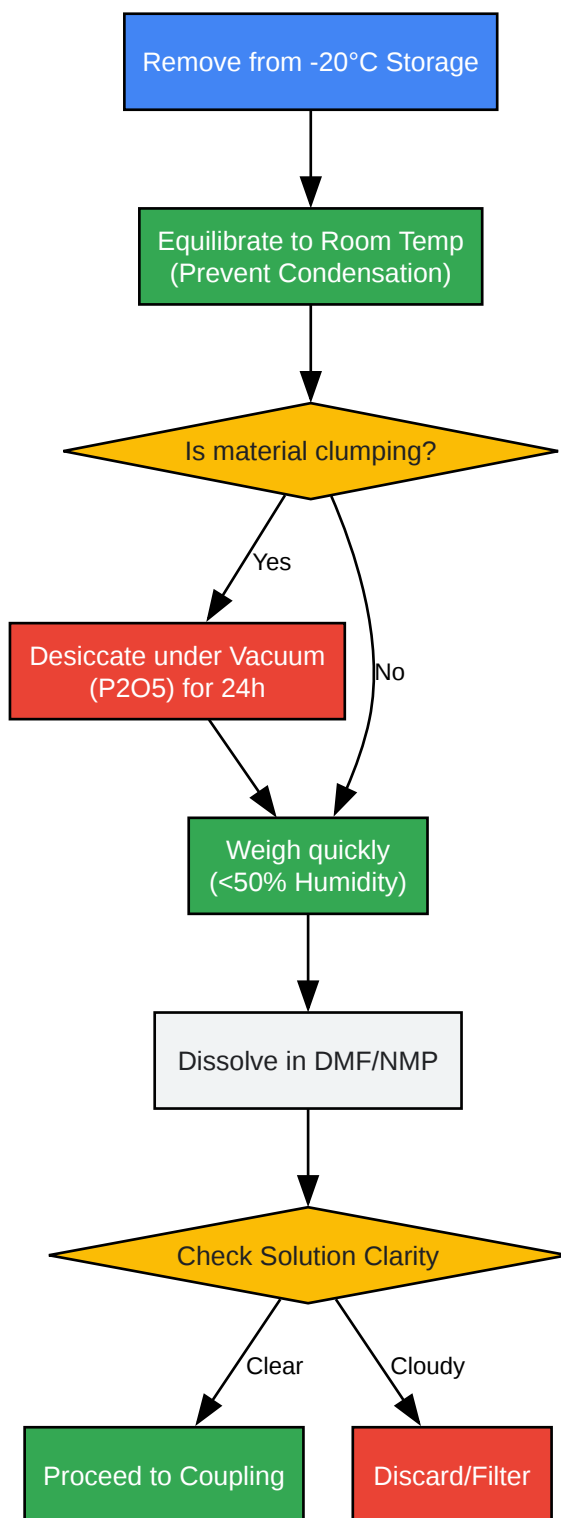 Remove from -20°C Storage
Equilibrate to Room Temp
(Prevent Condensation)
Is material clumping?
Yes
Desiccate under Vacuum
(P2O5) for 24h
No
Weigh quickly
(<50% Humidity)
Dissolve in DMF/NMP
Check Solution Clarity
Clear
Cloudy
Proceed to Coupling
Discard/Filter